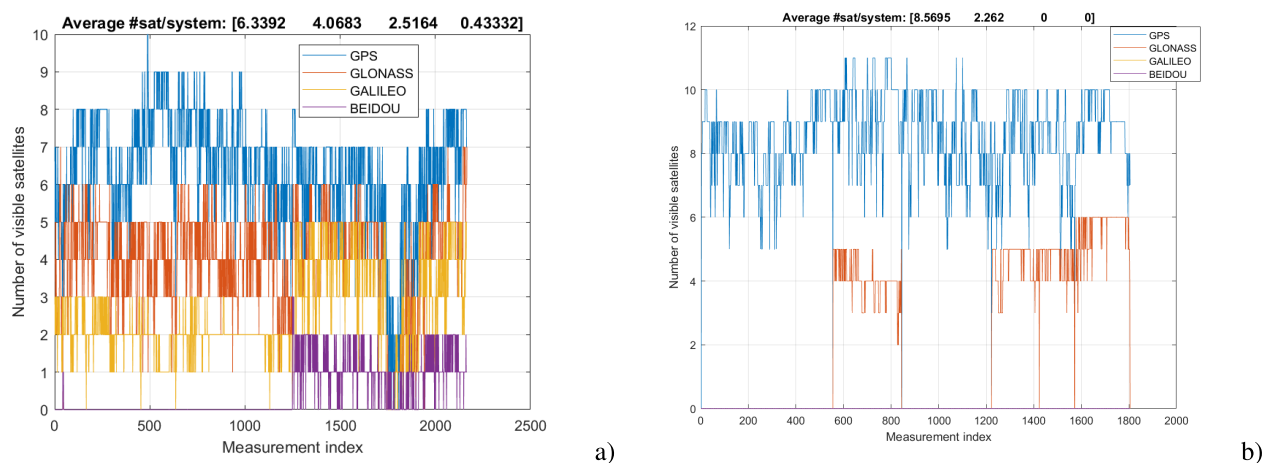 Average #sat/system: [6.3392 4.0683 2.5164 0.43332]
10
9
8
7
6
5
4
3
2
1
0
Number of visible satellites
GPS
GLONASS
GALILEO
BEIDOU
0 500 1000 1500 2000 2500
Measurement index
a)
Average #sat/system: [8.5695 2.262 0 0]
12
10
8
6
4
2
0
Number of visible satellites
GPS
GLONASS
GALILEO
BEIDOU
0 200 400 600 800 1000 1200 1400 1600 1800 2000
Measurement index
b)